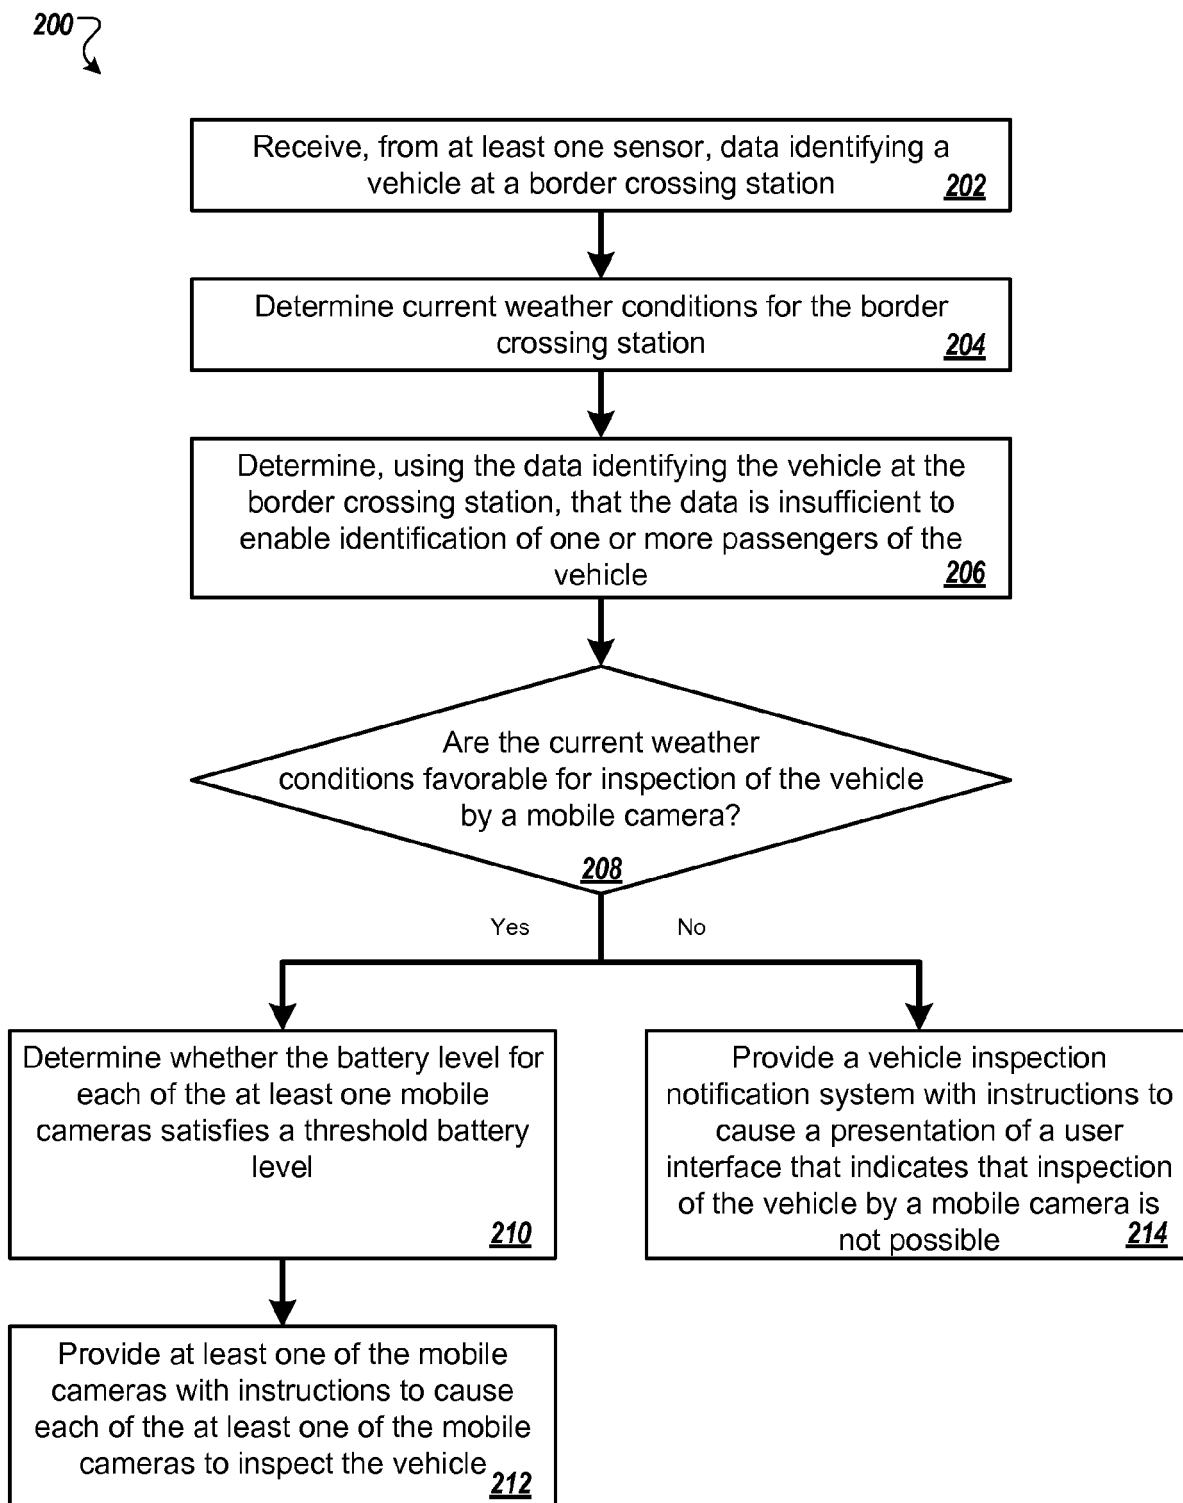 200
Receive, from at least one sensor, data identifying a
vehicle at a border crossing station
202
Determine current weather conditions for the border
crossing station
204
Determine, using the data identifying the vehicle at the
border crossing station, that the data is insufficient to
enable identification of one or more passengers of the
vehicle
206
Are the current weather
conditions favorable for inspection of the vehicle
by a mobile camera?
208
Yes
No
Determine whether the battery level for
each of the at least one mobile
cameras satisfies a threshold battery
level
210
Provide a vehicle inspection
notification system with instructions to
cause a presentation of a user
interface that indicates that inspection
of the vehicle by a mobile camera is
not possible
214
Provide at least one of the mobile
cameras with instructions to cause
each of the at least one of the mobile
cameras to inspect the vehicle
212